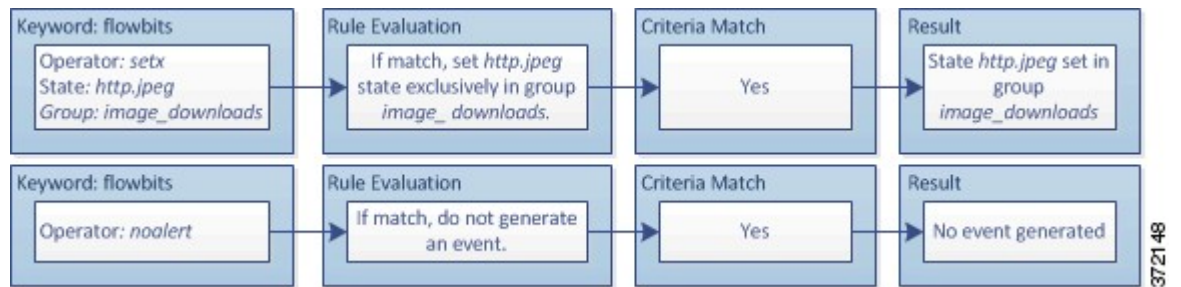 Keyword: flowbits
Operator: setx
State: http.jpeg
Group: image_downloads
Rule Evaluation
If match, set http.jpeg
state exclusively in group
image_ downloads.
Criteria Match
Yes
Result
State http.jpeg set in
group
image_downloads
Keyword: flowbits
Operator: noalert
Rule Evaluation
If match, do not generate
an event.
Criteria Match
Yes
Result
No event generated
372148